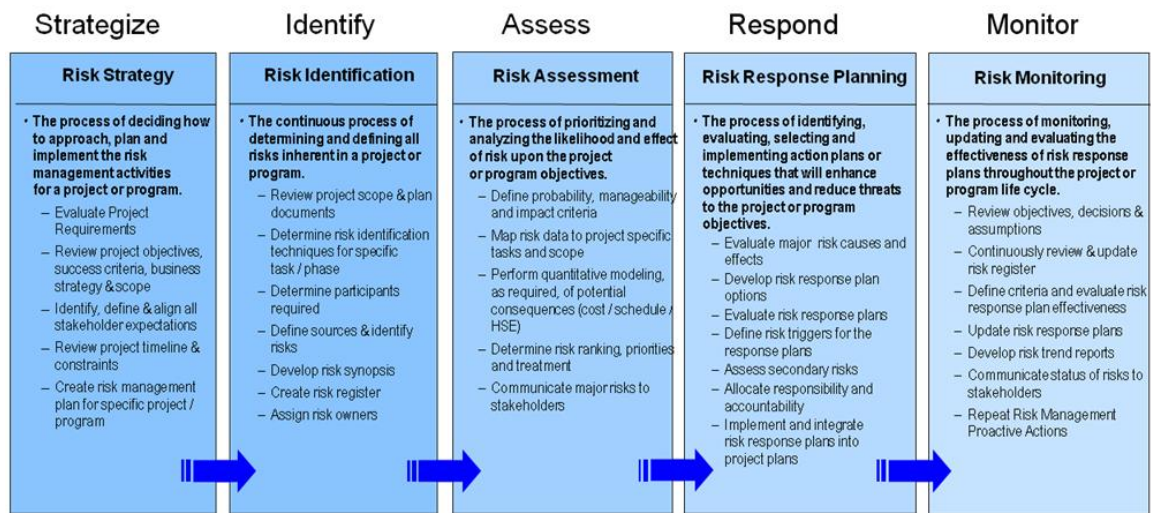 Strategize
Identify
Assess
Respond
Monitor
Risk Strategy
• The process of deciding how
to approach, plan and
implement the risk
management activities
for a project or program.
– Evaluate Project
Requirements
– Review project objectives,
success criteria, business
strategy & scope
– Identify, define & align all
stakeholder expectations
– Review project timeline &
constraints
– Create risk management
plan for specific project /
program
Risk Identification
• The continuous process of
determining and defining all
risks inherent in a project or
program.
– Review project scope & plan
documents
– Determine risk identification
techniques for specific
task / phase
– Determine participants
required
– Define sources & identify
risks
– Develop risk synopsis
– Create risk register
– Assign risk owners
Risk Assessment
• The process of prioritizing and
analyzing the likelihood and effect
of risk upon the project
or program objectives.
– Define probability, manageability
and impact criteria
– Map risk data to project specific
tasks and scope
– Perform quantitative modeling,
as required, of potential
consequences (cost / schedule /
HSE)
– Determine risk ranking, priorities
and treatment
– Communicate major risks to
stakeholders
Risk Response Planning
• The process of identifying,
evaluating, selecting and
implementing action plans or
techniques that will enhance
opportunities and reduce threats
to the project or program
objectives.
– Evaluate major risk causes and
effects
– Develop risk response plan
options
– Evaluate risk response plans
– Define risk triggers for the
response plans
– Assess secondary risks
– Allocate responsibility and
accountability
– Implement and integrate
risk response plans into
project plans
Risk Monitoring
• The process of monitoring,
updating and evaluating the
effectiveness of risk response
plans throughout the project or
program life cycle.
– Review objectives, decisions &
assumptions
– Continuously review & update
risk register
– Define criteria and evaluate risk
response plan effectiveness
– Update risk response plans
– Develop risk trend reports
– Communicate status of risks to
stakeholders
– Repeat Risk Management
Proactive Actions